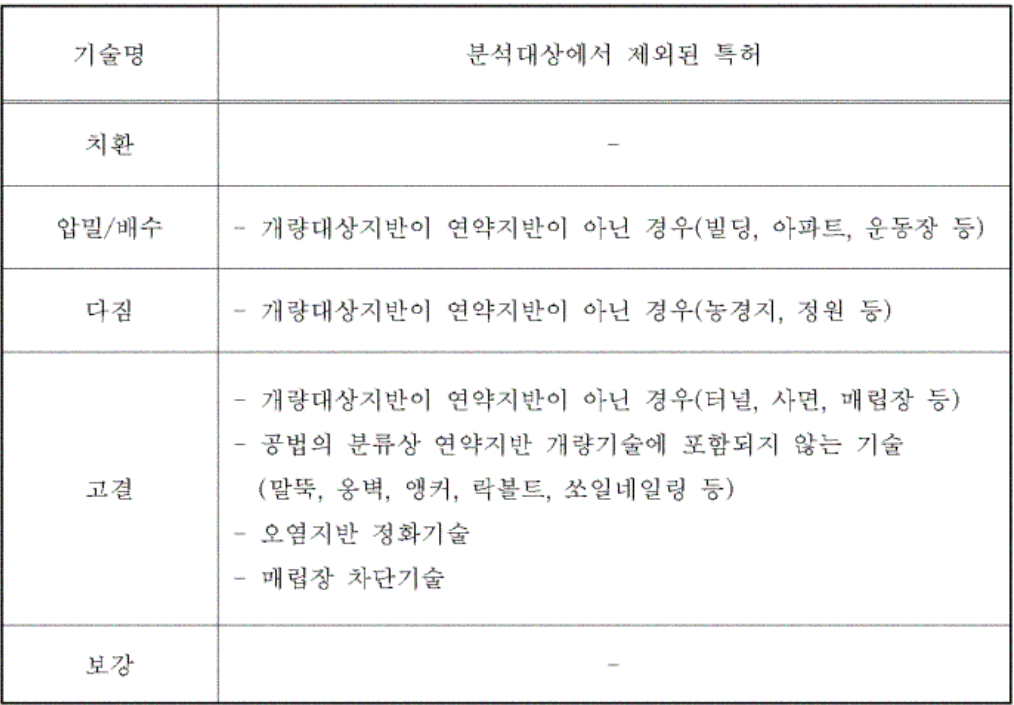 기술명 분석대상에서 제외된 특허
치환 -
압밀/배수 - 개량대상지반이 연약지반이 아닌 경우(빌딩, 아파트, 운동장 등)
다짐 - 개량대상지반이 연약지반이 아닌 경우(농경지, 정원 등)
- 개량대상지반이 연약지반이 아닌 경우(터널, 사면, 매립장 등)
- 공법의 분류상 연약지반 개량기술에 포함되지 않는 기술
고결 (말뚝, 옹벽, 앵커, 락볼트, 쏘일네일링 등)
- 오염지반 정화기술
- 매립장 차단기술
보강 -